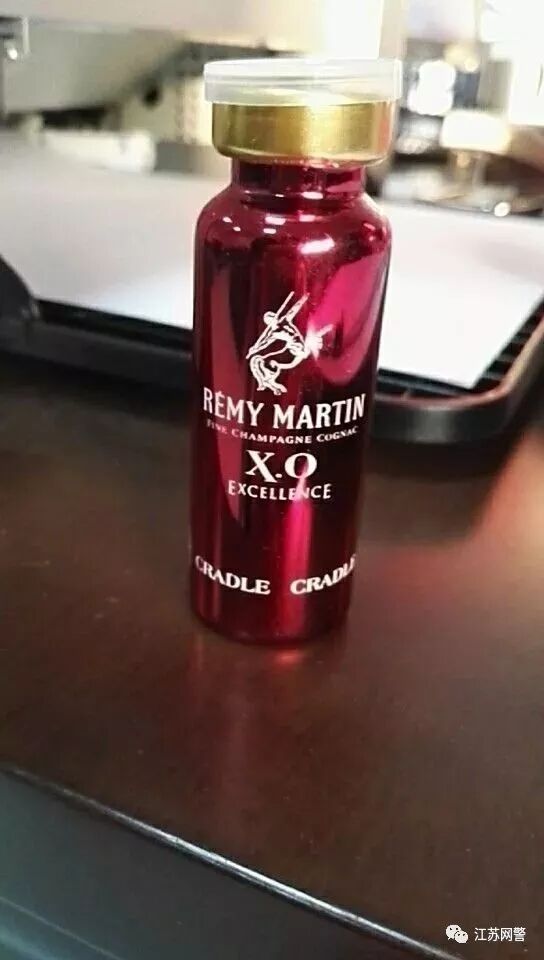 RÉMY MARTIN
FINE CHAMPAGNE COGNAC
X.O
EXCELLENCE
CRADLE CRADLE
江苏网警